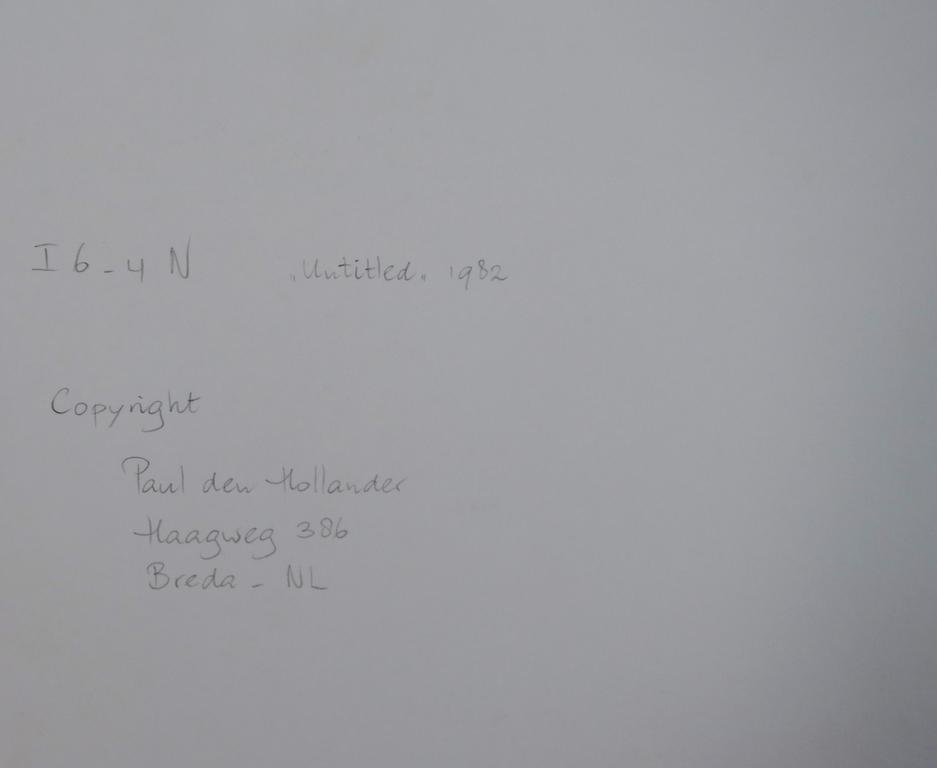 I 6-4 N „Untitled„ 1982
Copyright
Paul den Hollander
Haagweg 386
Breda - NL